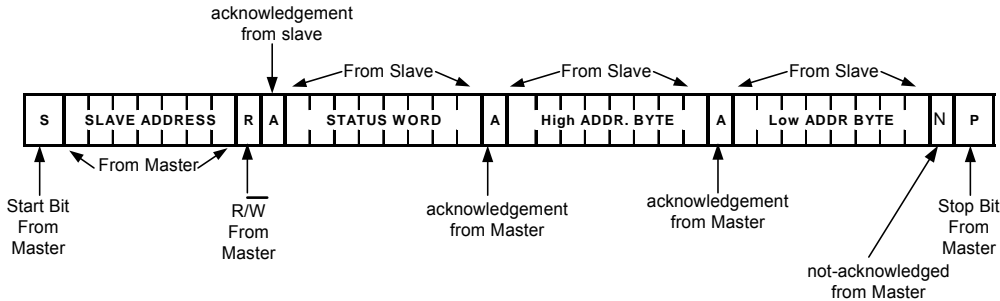 acknowledgement
from slave
From Slave
From Slave
From Slave
S SLAVE ADDRESS R A STATUS WORD A High ADDR. BYTE A Low ADDR BYTE N P
From Master
Start Bit
From
Master
R/W
From
Master
acknowledgement
from Master
acknowledgement
from Master
Stop Bit
From
Master
not-acknowledged
from Master